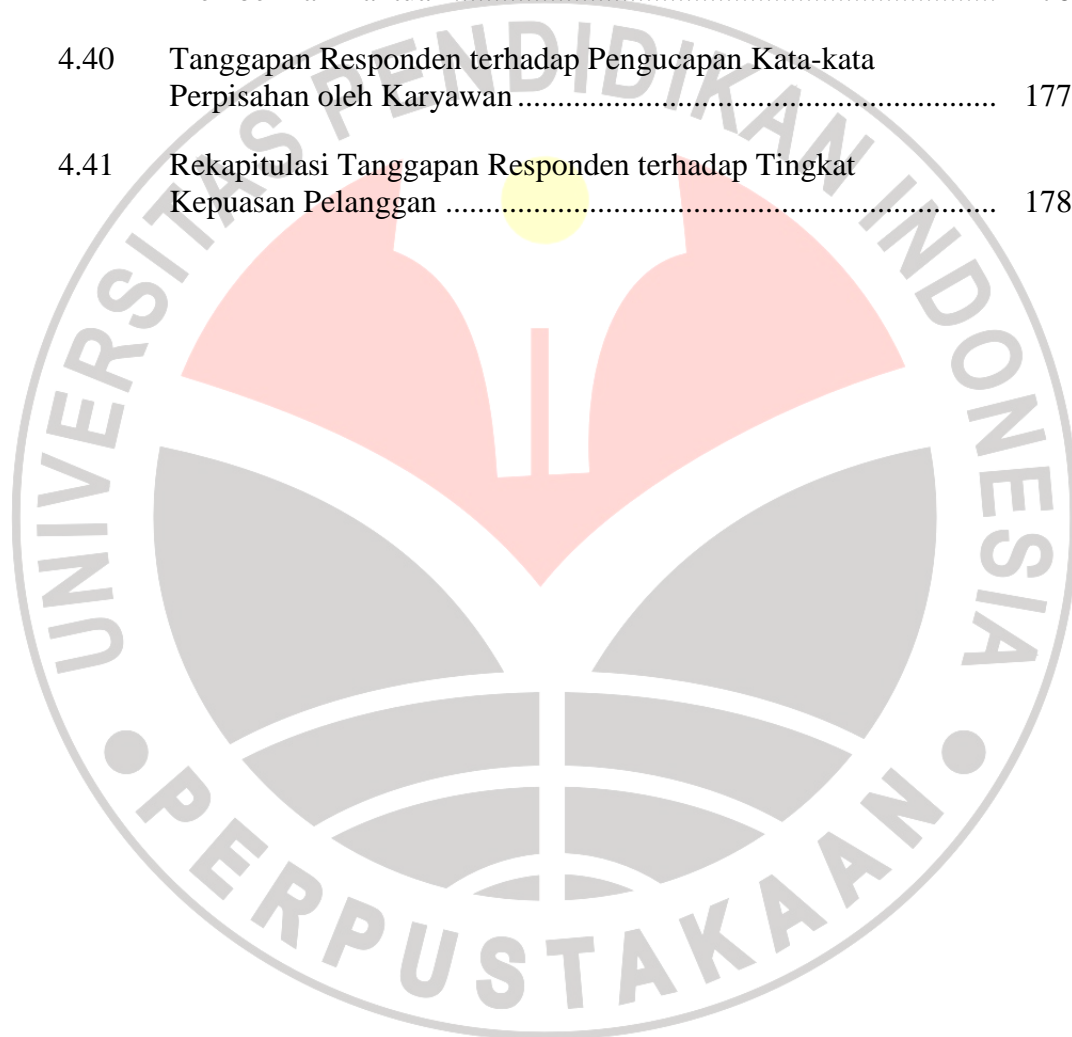 4.40 Tanggapan Responden terhadap Pengucapan Kata-kata
Perpisahan oleh Karyawan ............................................................. 177
4.41 Rekapitulasi Tanggapan Responden terhadap Tingkat
Kepuasan Pelanggan ...................................................................... 178
UNIVERSITAS PENDIDIKAN INDONESIA
PERPUSTAKAAN